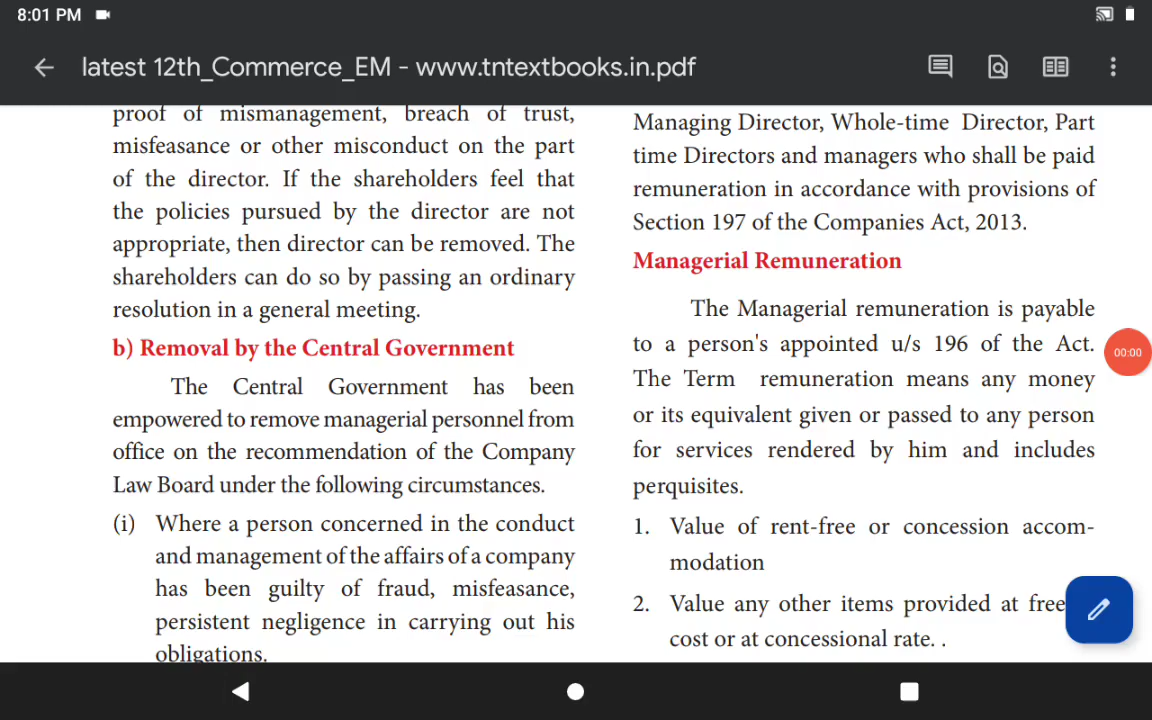 8:01 PM
latest 12th_Commerce_EM - www.tntextbooks.in.pdf
proof of mismanagement, breach of trust,
misfeasance or other misconduct on the part
of the director. If the shareholders feel that
the policies pursued by the director are not
appropriate, then director can be removed. The
shareholders can do so by passing an ordinary
resolution in a general meeting.
b) Removal by the Central Government
The Central Government has been
empowered to remove managerial personnel from
office on the recommendation of the Company
Law Board under the following circumstances.
(i) Where a person concerned in the conduct
and management of the affairs of a company
has been guilty of fraud, misfeasance,
persistent negligence in carrying out his
obligations.
Managing Director, Whole-time Director, Part
time Directors and managers who shall be paid
remuneration in accordance with provisions of
Section 197 of the Companies Act, 2013.
Managerial Remuneration
The Managerial remuneration is payable
to a person's appointed u/s 196 of the Act.
The Term remuneration means any money
or its equivalent given or passed to any person
for services rendered by him and includes
perquisites.
1. Value of rent-free or concession accom-
modation
2. Value any other items provided at free
cost or at concessional rate. .
00:00